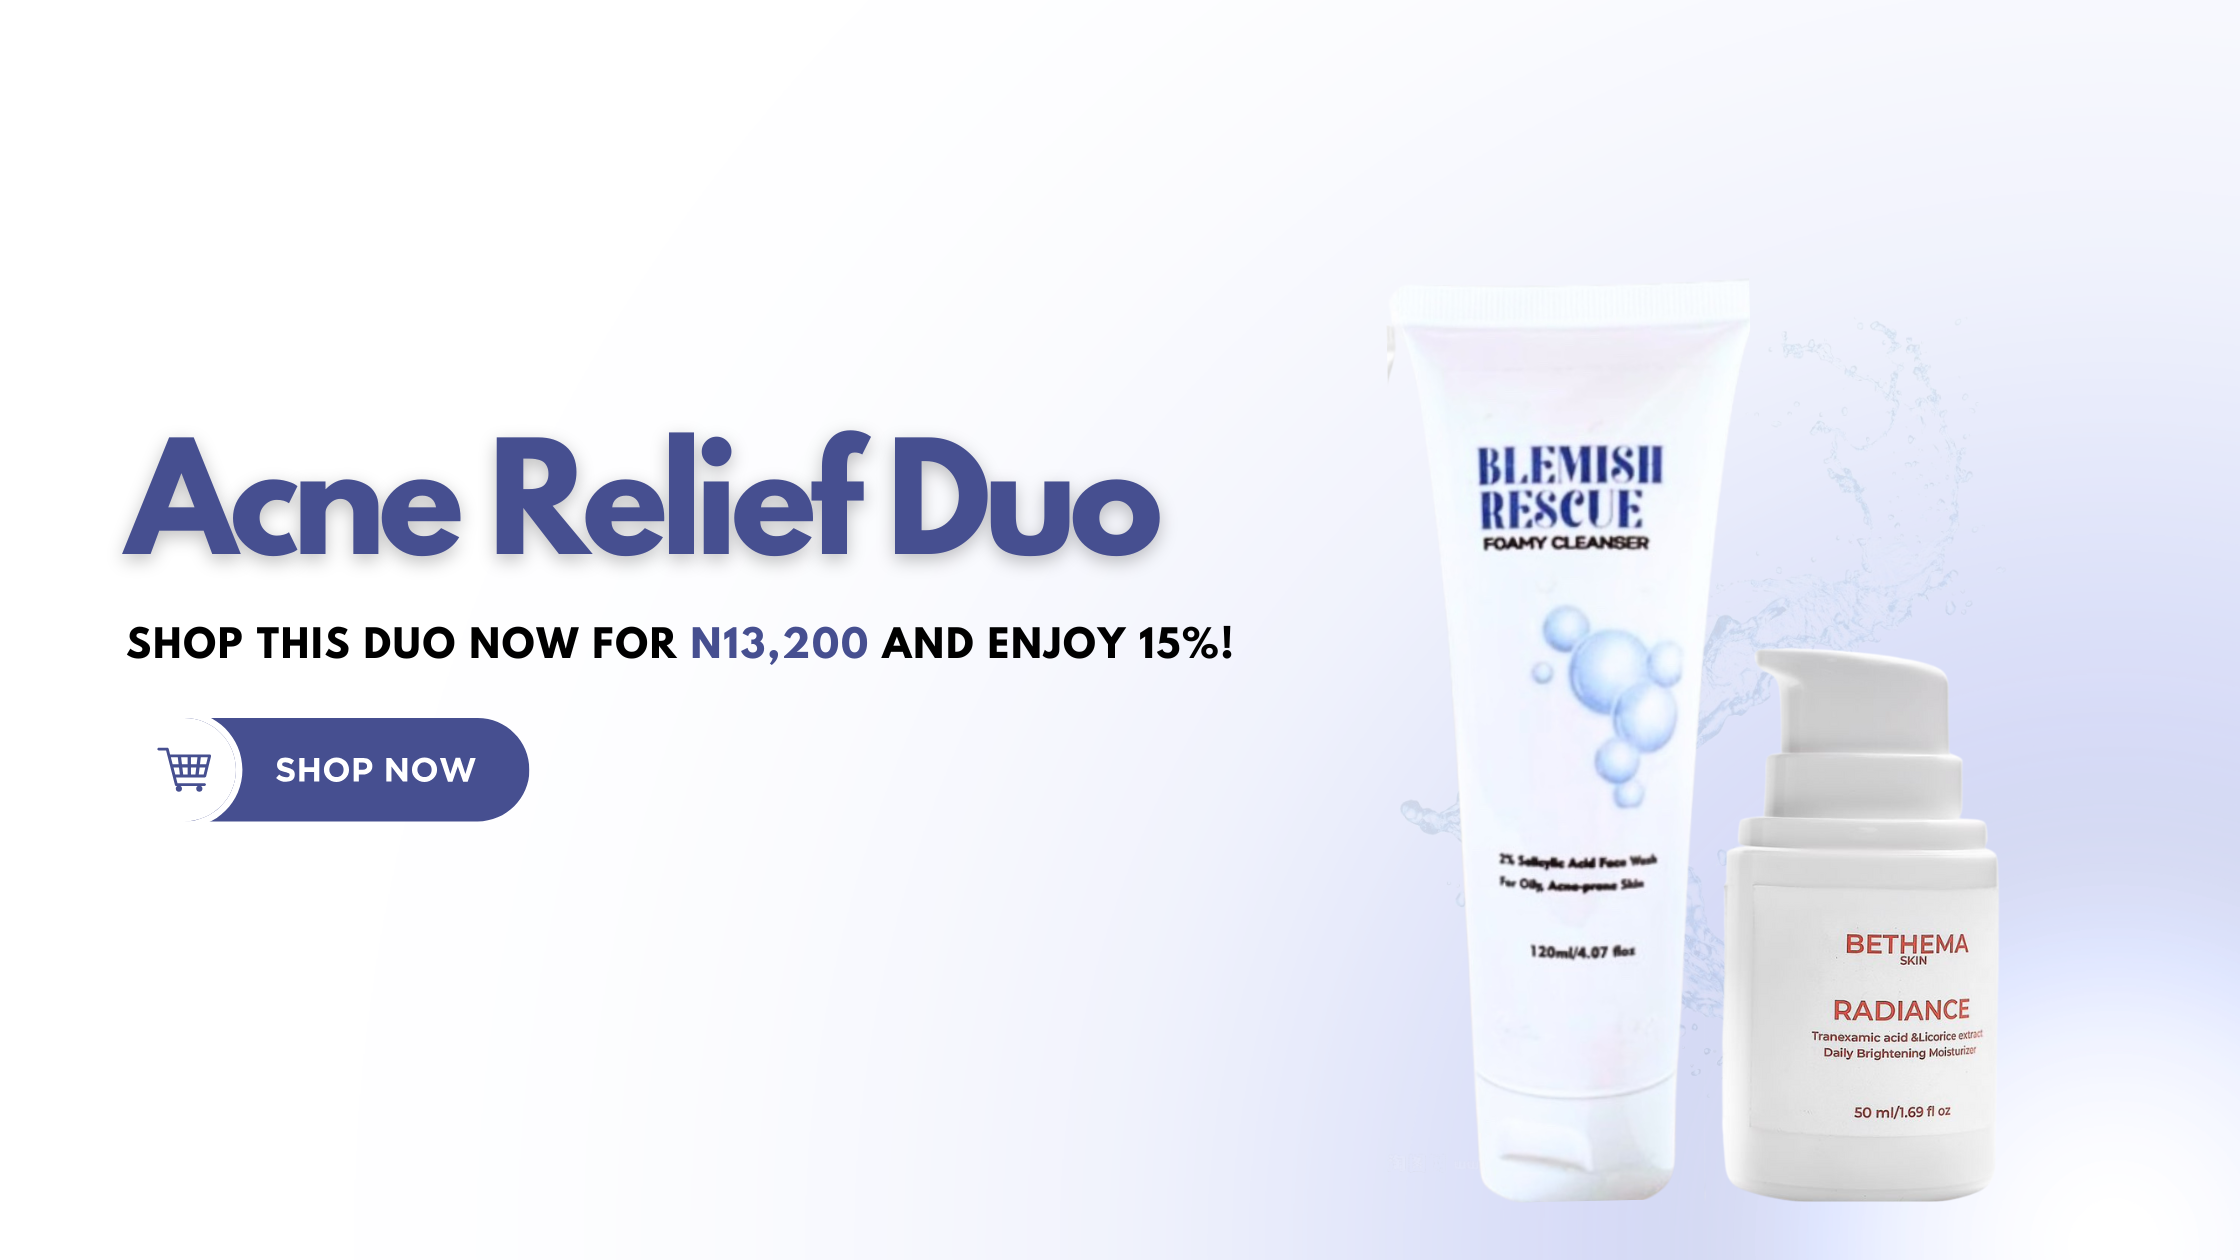 Acne Relief Duo
SHOP THIS DUO NOW FOR N13,200 AND ENJOY 15%!
SHOP NOW
BLEMISH
RESCUE
FOAMY CLEANSER
2% Salicylic Acid Face Wash
For Oily, Acne-prone Skin
120ml/4.07 flos
BETHEMA
SKIN
RADIANCE
Tranexamic acid &Licorice extract
Daily Brightening Moisturizer
50 ml/1.69 fl oz